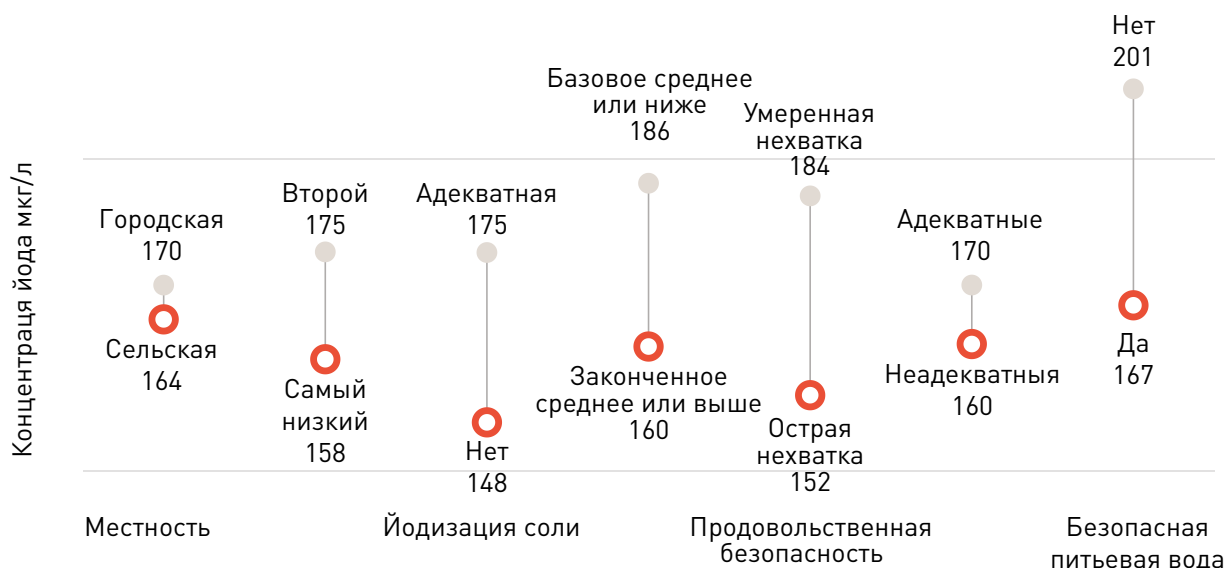 Нет
201
Базовое среднее
или ниже
186
Умеренная
нехватка
184
Второй
175
Адекватная
175
Городская
170
Адекватные
170
Концентраця йода мкг/л
Сельская
164
Самый
низкий
158
Нет
148
Законченное
среднее или выше
160
Острая
нехватка
152
Неадекватныя
160
Да
167
Местность
Йодизация соли
Продовольственная
безопасность
Безопасная
питьевая вода